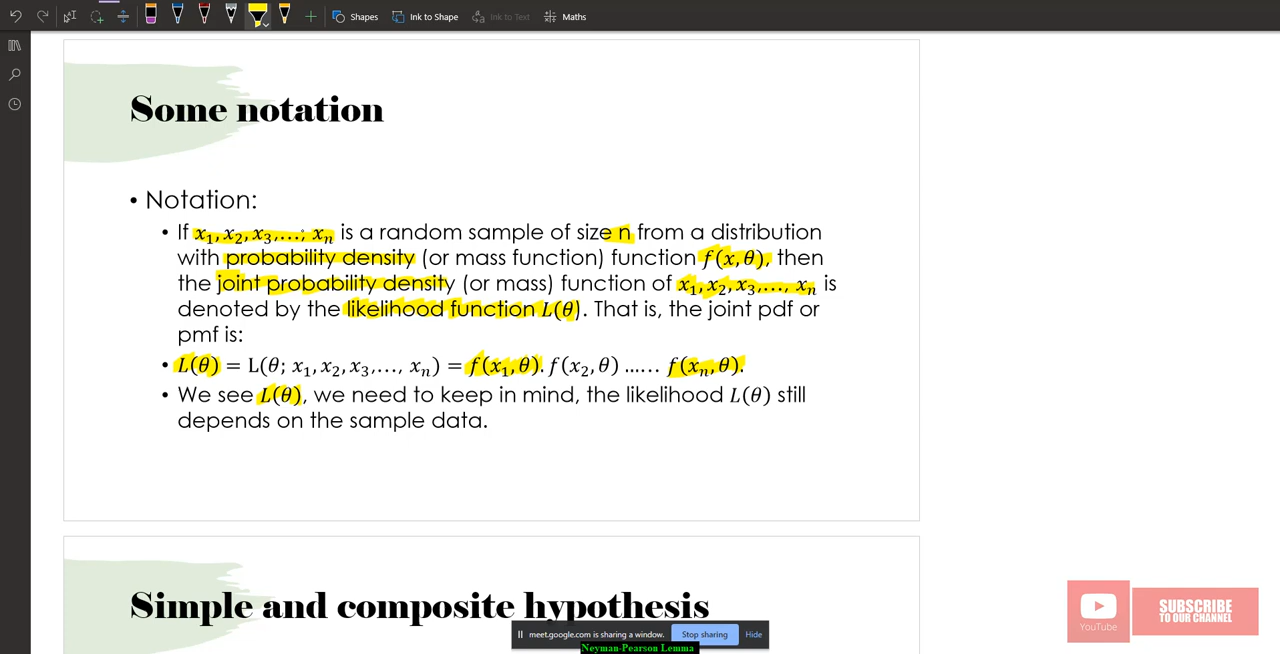 Shapes Ink to Shape Ink to Text Maths
Some notation
• Notation:
• If x₁, x₂, x₃, …, xₙ is a random sample of size n from a distribution
with probability density (or mass function) function f(x, θ), then
the joint probability density (or mass) function of x₁, x₂, x₃, …, xₙ is
denoted by the likelihood function L(θ). That is, the joint pdf or
pmf is:
• L(θ) = L(θ; x₁, x₂, x₃, …, xₙ) = f(x₁, θ). f(x₂, θ) …… f(xₙ, θ).
• We see L(θ), we need to keep in mind, the likelihood L(θ) still
depends on the sample data.
Simple and composite hypothesis
meet.google.com is sharing a window. Stop sharing Hide
Neyman-Pearson Lemma
YouTube
SUBSCRIBE
TO OUR CHANNEL